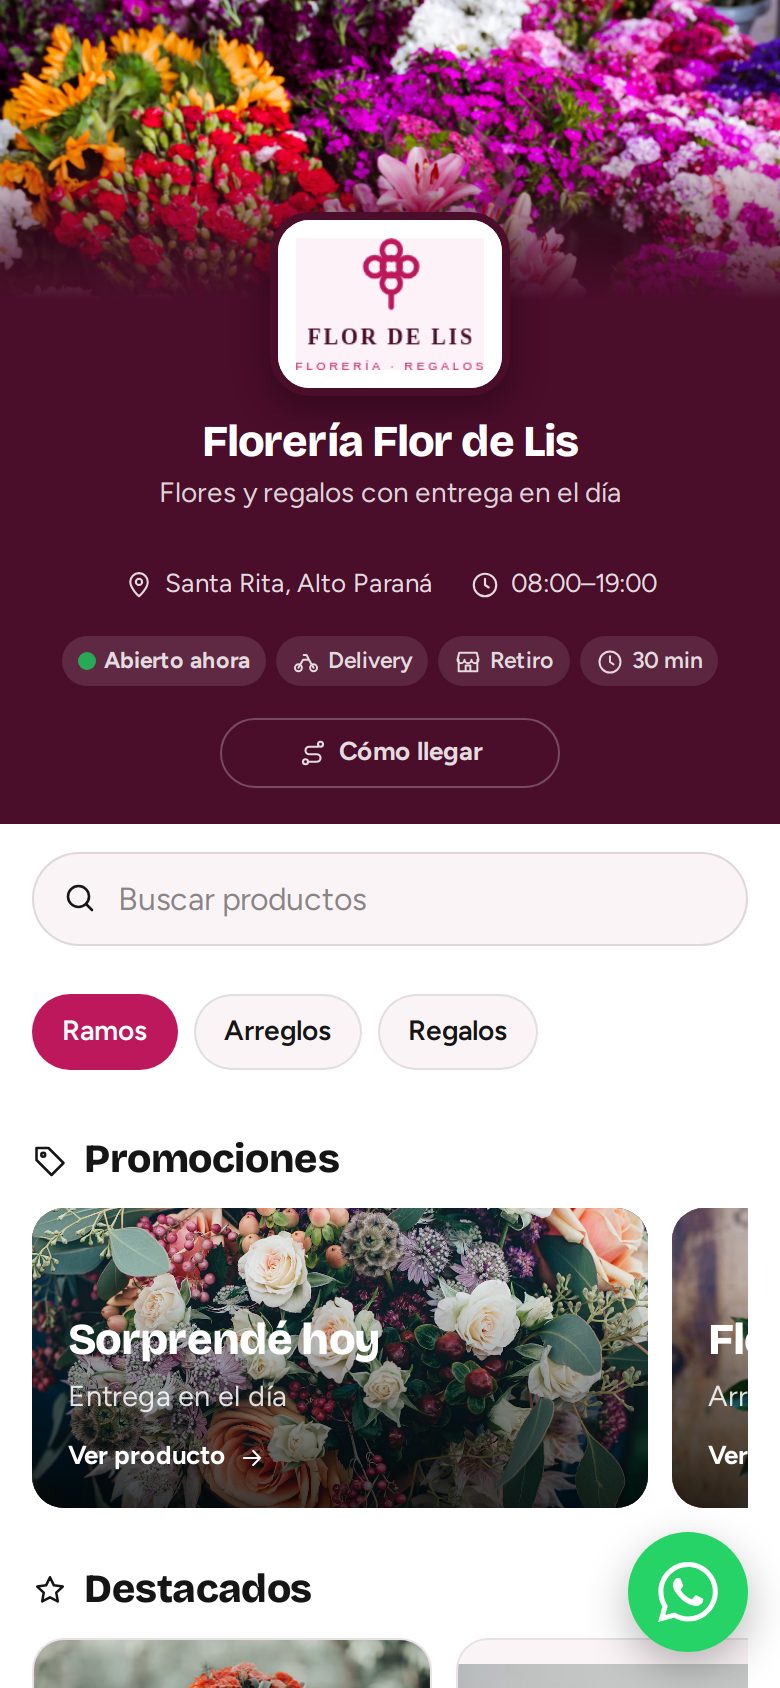 FLOR DE LIS
FLORERÍA · REGALOS
Florería Flor de Lis
Flores y regalos con entrega en el día
Santa Rita, Alto Paraná 08:00–19:00
Abierto ahora Delivery Retiro 30 min
Cómo llegar
Buscar productos
Ramos Arreglos Regalos
Promociones
Sorprendé hoy
Entrega en el día
Ver producto →
Ver
Destacados